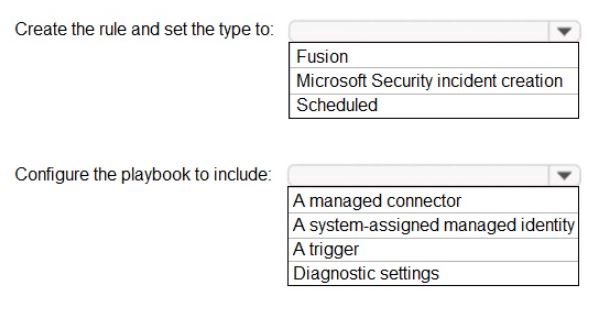 Create the rule and set the type to:
Fusion
Microsoft Security incident creation
Scheduled
Configure the playbook to include:
A managed connector
A system-assigned managed identity
A trigger
Diagnostic settings